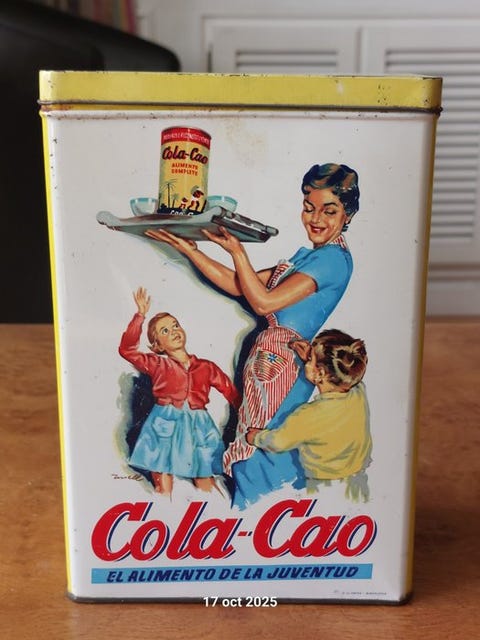 Cola-Cao
ALIMENTO
COMPLETO
Cola-Cao
EL ALIMENTO DE LA JUVENTUD
17 oct 2025